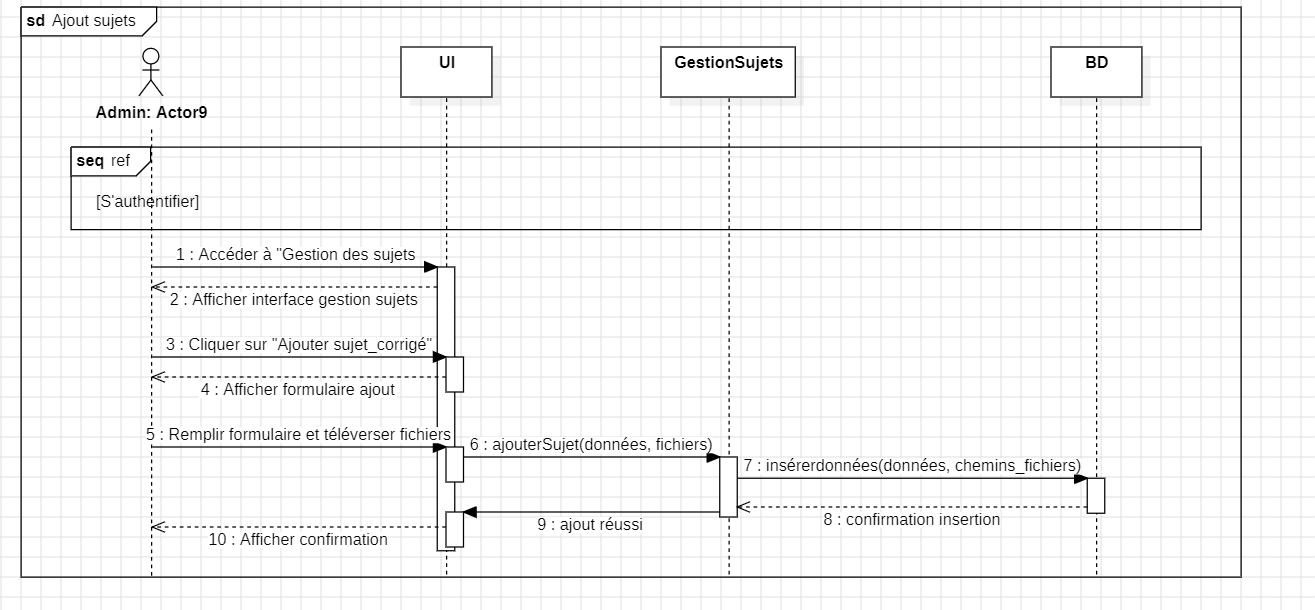 sd Ajout sujets
UI
GestionSujets
BD
Admin: Actor9
seq ref
[S'authentifier]
1 : Accéder à "Gestion des sujets
2 : Afficher interface gestion sujets
3 : Cliquer sur "Ajouter sujet_corrigé"
4 : Afficher formulaire ajout
5 : Remplir formulaire et téléverser fichiers
6 : ajouterSujet(données, fichiers)
7 : insérerdonnées(données, chemins_fichiers)
8 : confirmation insertion
9 : ajout réussi
10 : Afficher confirmation